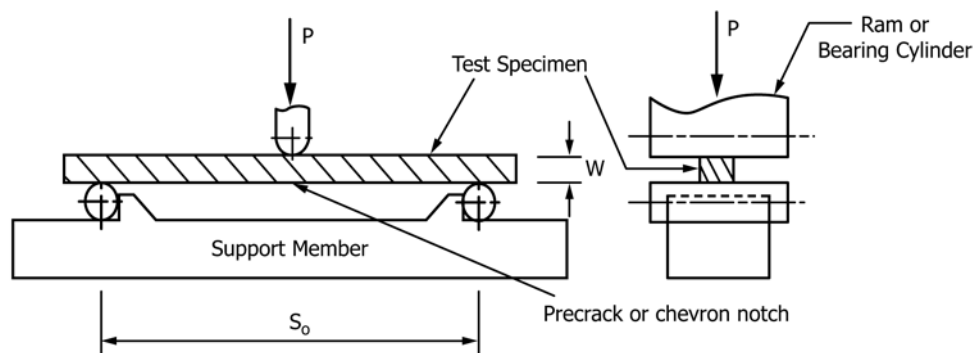 P
Test Specimen
P
Ram or
Bearing Cylinder
W
Support Member
Precrack or chevron notch
So